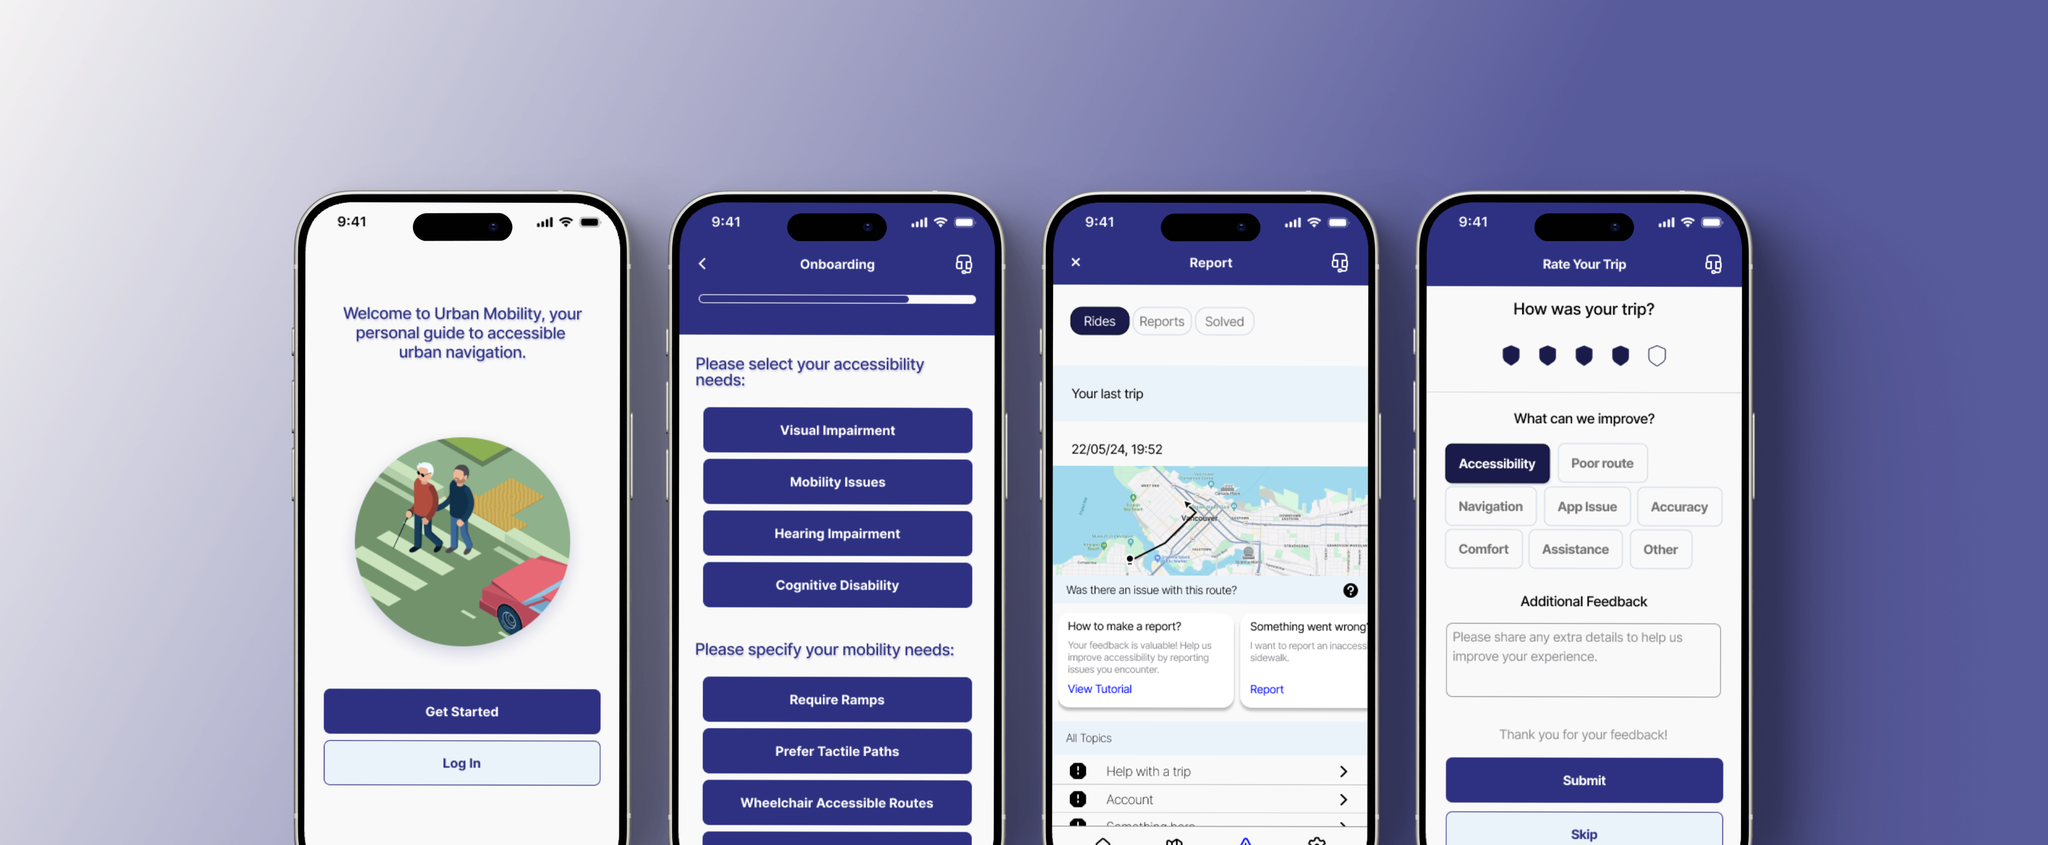 9:41
Welcome to Urban Mobility, your
personal guide to accessible
urban navigation.
Get Started
Log In
9:41
Onboarding
Please select your accessibility
needs:
Visual Impairment
Mobility Issues
Hearing Impairment
Cognitive Disability
Please specify your mobility needs:
Require Ramps
Prefer Tactile Paths
Wheelchair Accessible Routes
9:41
Report
Rides
Reports
Solved
Your last trip
22/05/24, 19:52
WEST END
Vancouver
YALETOWN
STRATHCONA
Was there an issue with this route?
How to make a report?
Your feedback is valuable! Help us
improve accessibility by reporting
issues you encounter.
View Tutorial
Something went wrong?
I want to report an inaccess
sidewalk.
Report
All Topics
Help with a trip
Account
Something here
9:41
Rate Your Trip
How was your trip?
What can we improve?
Accessibility
Poor route
Navigation
App Issue
Accuracy
Comfort
Assistance
Other
Additional Feedback
Please share any extra details to help us
improve your experience.
Thank you for your feedback!
Submit
Skip